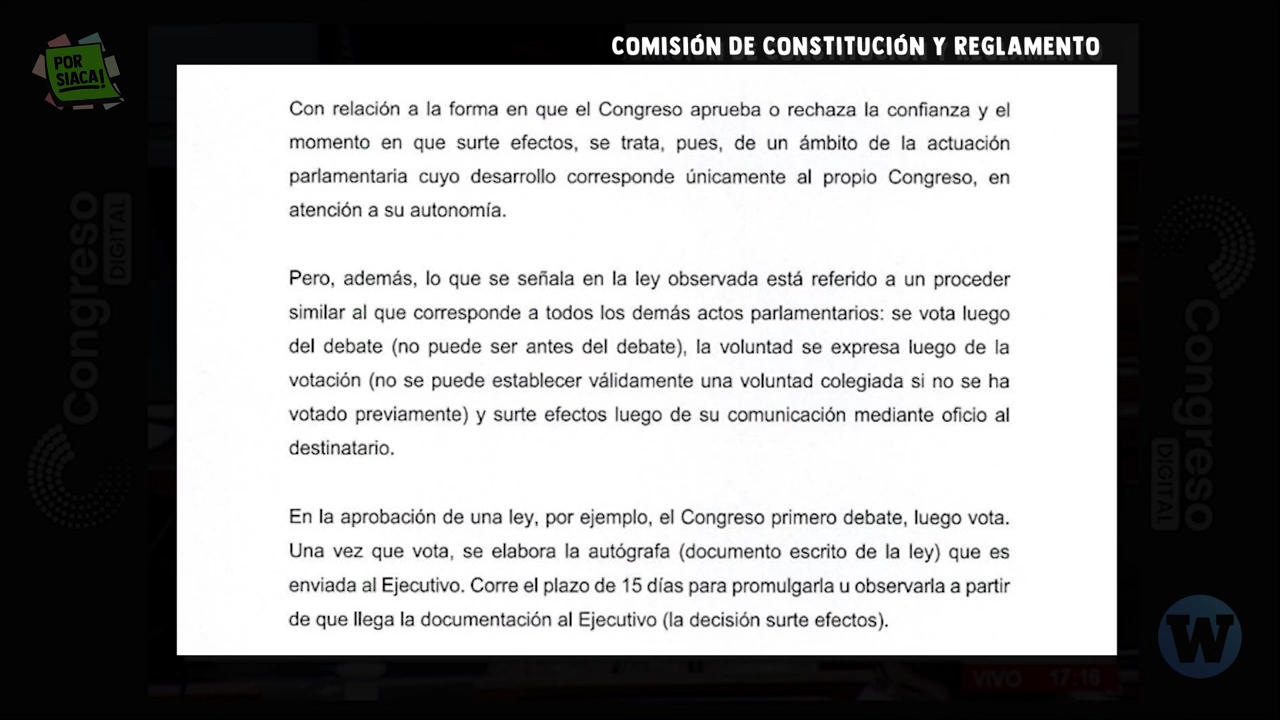 POR
SIACA!
COMISIÓN DE CONSTITUCIÓN Y REGLAMENTO
Con relación a la forma en que el Congreso aprueba o rechaza la confianza y el
momento en que surte efectos, se trata, pues, de un ámbito de la actuación
parlamentaria cuyo desarrollo corresponde únicamente al propio Congreso, en
atención a su autonomía.
Pero, además, lo que se señala en la ley observada está referido a un proceder
similar al que corresponde a todos los demás actos parlamentarios: se vota luego
del debate (no puede ser antes del debate), la voluntad se expresa luego de la
votación (no se puede establecer válidamente una voluntad colegiada si no se ha
votado previamente) y surte efectos luego de su comunicación mediante oficio al
destinatario.
En la aprobación de una ley, por ejemplo, el Congreso primero debate, luego vota.
Una vez que vota, se elabora la autógrafa (documento escrito de la ley) que es
enviada al Ejecutivo. Corre el plazo de 15 días para promulgarla u observarla a partir
de que llega la documentación al Ejecutivo (la decisión surte efectos).
Congreso
DIGITAL
Congreso
DIGITAL
W
VIVO 17:16